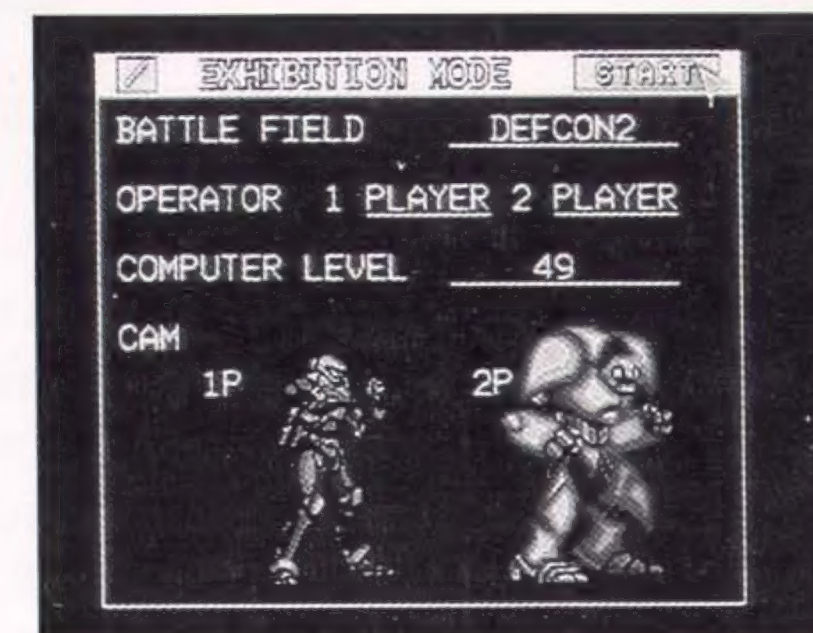 EXHIBITION MODE START
BATTLE FIELD DEFCON2
OPERATOR 1 PLAYER 2 PLAYER
COMPUTER LEVEL 49
CAM
1P 2P